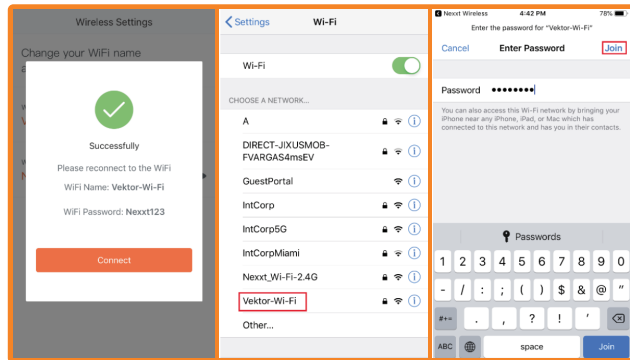 Wireless Settings
Change your WiFi name
Successfully
Please reconnect to the WiFi
WiFi Name: Vektor-Wi-Fi
WiFi Password: Nexxt123
Connect
Settings
Wi-Fi
Wi-Fi
CHOOSE A NETWORK...
A
DIRECT-JIXUSMOB-
FVARGAS4msEV
GuestPortal
IntCorp
IntCorp5G
IntCorpMiami
Nexxt_Wi-Fi-2.4G
Vektor-Wi-Fi
Other...
Nexxt Wireless 4:42 PM 78%
Enter the password for "Vektor-Wi-Fi"
Cancel Enter Password Join
Password ••••••••
You can also access this Wi-Fi network by bringing your
iPhone near any iPhone, iPad, or Mac which has
connected to this network and has you in their contacts.
Passwords
1 2 3 4 5 6 7 8 9 0
- / : ; ( ) $ & @ "
#+= . , ? ! '
ABC space Join